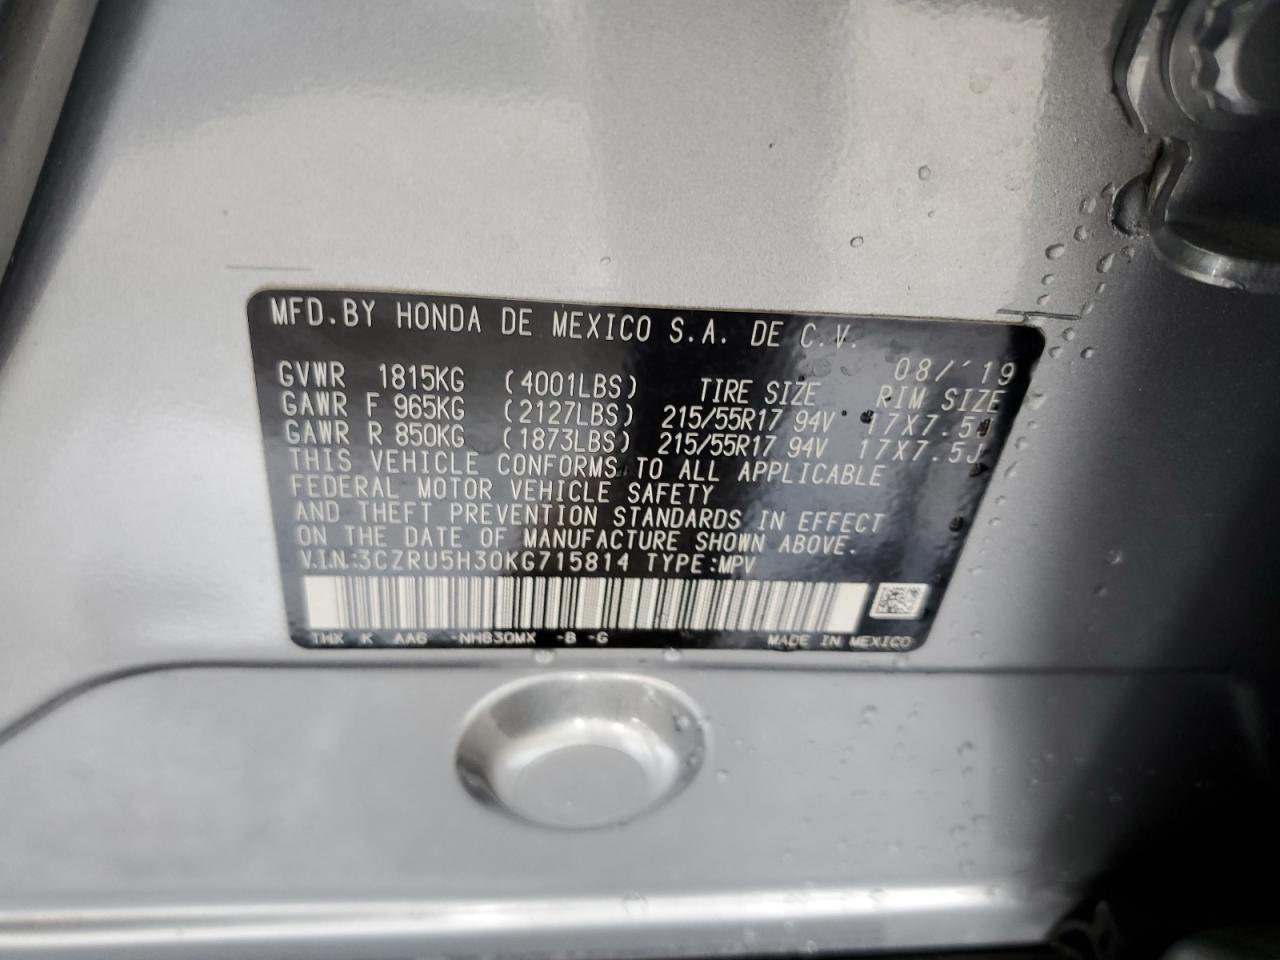 MFD.BY HONDA DE MEXICO S.A. DE C.V.
08/'19
GVWR 1815KG (4001LBS) TIRE SIZE RIM SIZE
GAWR F 965KG (2127LBS) 215/55R17 94V 17X7.5J
GAWR R 850KG (1873LBS) 215/55R17 94V 17X7.5J
THIS VEHICLE CONFORMS TO ALL APPLICABLE
FEDERAL MOTOR VEHICLE SAFETY
AND THEFT PREVENTION STANDARDS IN EFFECT
ON THE DATE OF MANUFACTURE SHOWN ABOVE.
V.I.N.:3CZRU5H30KG715814 TYPE:MPV
THX K AA6 -NH830MX -B -G MADE IN MEXICO